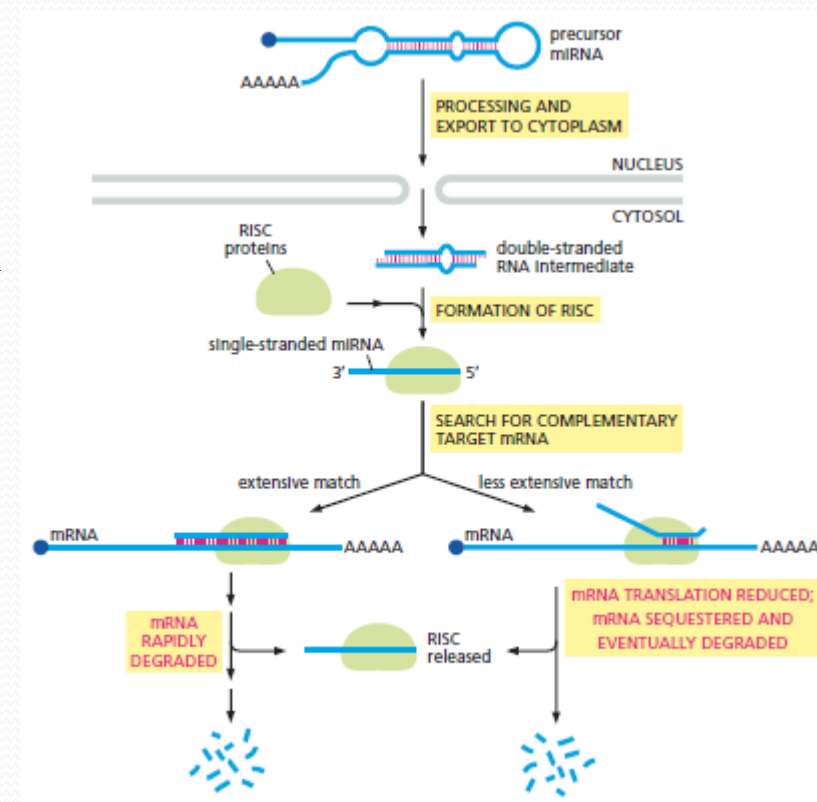 precursor
miRNA
AAAAA
PROCESSING AND
EXPORT TO CYTOPLASM
NUCLEUS
CYTOSOL
RISC
proteins
double-stranded
RNA intermediate
FORMATION OF RISC
single-stranded miRNA
3′
5′
SEARCH FOR COMPLEMENTARY
TARGET mRNA
extensive match
less extensive match
mRNA
AAAAA
mRNA
AAAAA
mRNA
RAPIDLY
DEGRADED
RISC
released
mRNA TRANSLATION REDUCED;
mRNA SEQUESTERED AND
EVENTUALLY DEGRADED